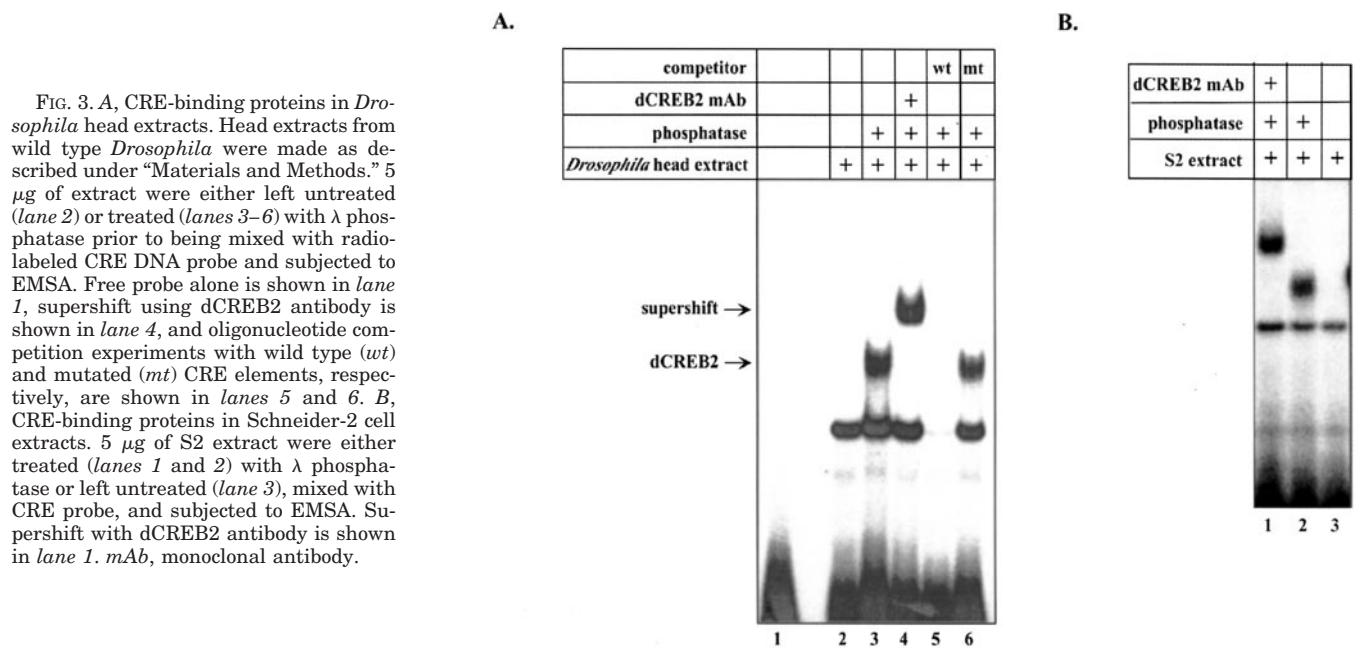 FIG. 3. A, CRE-binding proteins in Dro-
sophila head extracts. Head extracts from
wild type Drosophila were made as de-
scribed under “Materials and Methods.” 5
μg of extract were either left untreated
(lane 2) or treated (lanes 3–6) with λ phos-
phatase prior to being mixed with radio-
labeled CRE DNA probe and subjected to
EMSA. Free probe alone is shown in lane
1, supershift using dCREB2 antibody is
shown in lane 4, and oligonucleotide com-
petition experiments with wild type (wt)
and mutated (mt) CRE elements, respec-
tively, are shown in lanes 5 and 6. B,
CRE-binding proteins in Schneider-2 cell
extracts. 5 μg of S2 extract were either
treated (lanes 1 and 2) with λ phospha-
tase or left untreated (lane 3), mixed with
CRE probe, and subjected to EMSA. Su-
pershift with dCREB2 antibody is shown
in lane 1. mAb, monoclonal antibody.
A.
competitor wt mt
dCREB2 mAb +
phosphatase + + + +
Drosophila head extract + + + + +
supershift →
dCREB2 →
1 2 3 4 5 6
B.
dCREB2 mAb +
phosphatase + +
S2 extract + + +
1 2 3